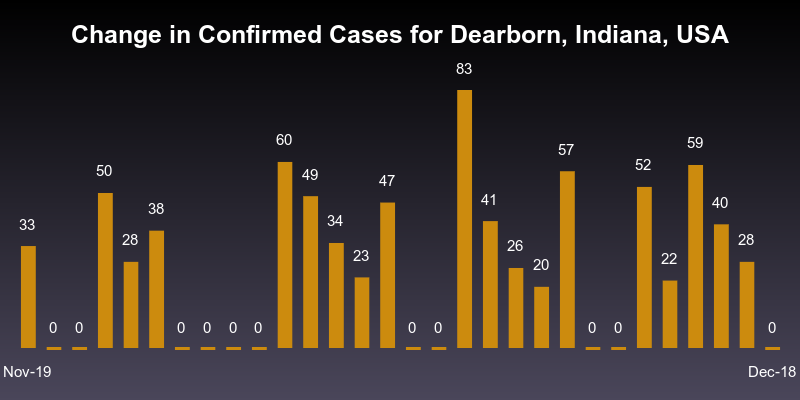 Change in Confirmed Cases for Dearborn, Indiana, USA
33 0 0 50 28 38 0 0 0 0 60 49 34 23 47 0 0 83 41 26 20 57 0 0 52 22 59 40 28 0
Nov-19 Dec-18